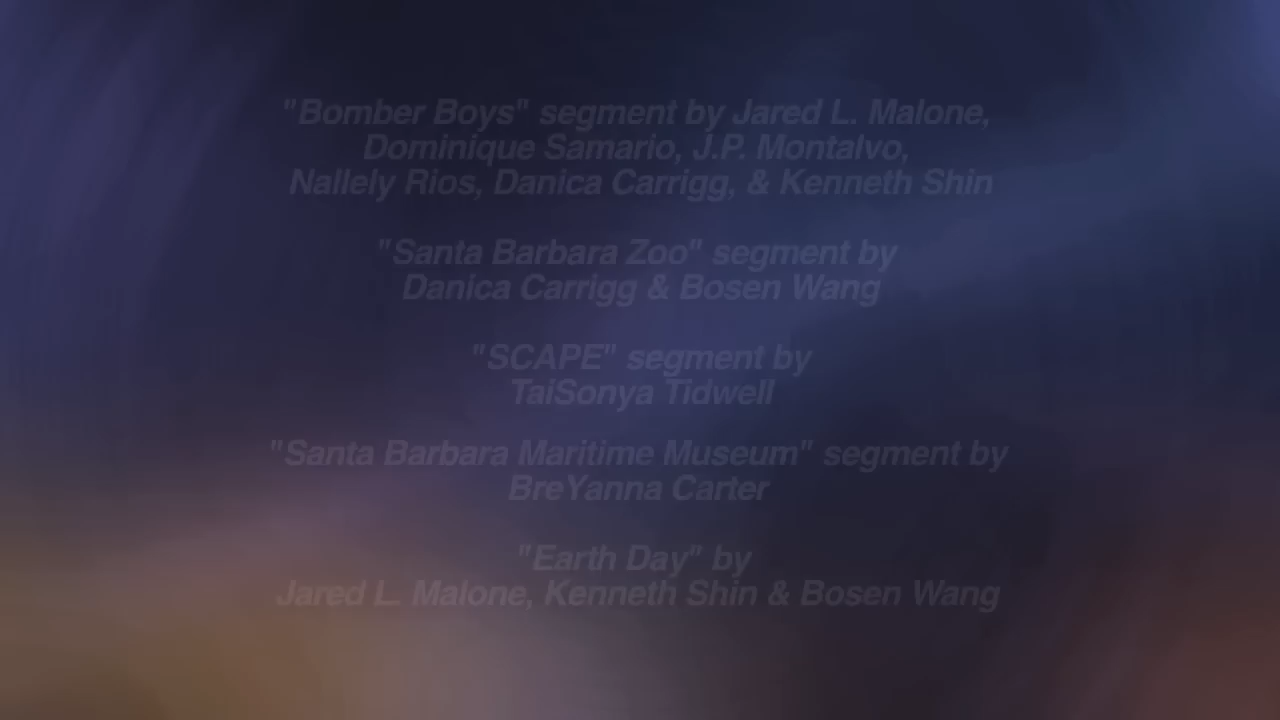 "Bomber Boys" segment by Jared L. Malone,
Dominique Samario, J.P. Montalvo,
Nallely Rios, Danica Carrigg, & Kenneth Shin
"Santa Barbara Zoo" segment by
Danica Carrigg & Bosen Wang
"SCAPE" segment by
TaiSonya Tidwell
"Santa Barbara Maritime Museum" segment by
BreYanna Carter
"Earth Day" by
Jared L. Malone, Kenneth Shin & Bosen Wang